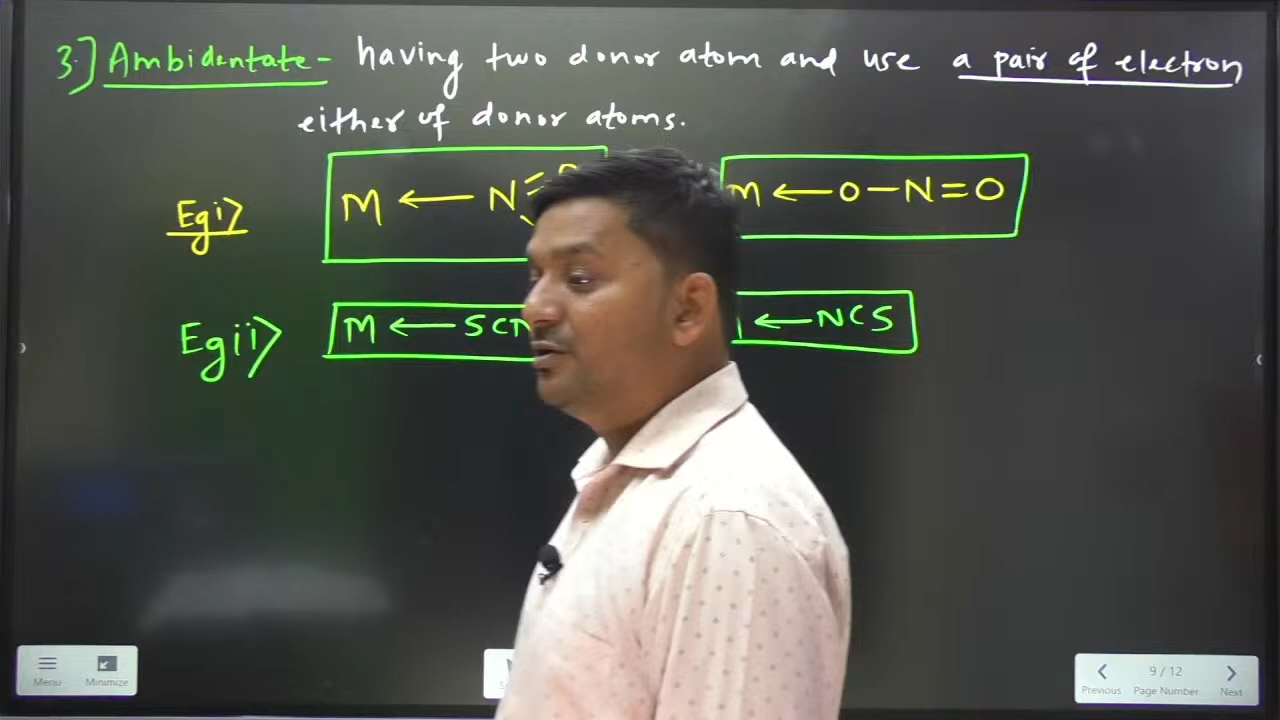 3.] Ambidentate- having two donor atom and use a pair of electron
either of donor atoms.
Eg i> M ← N M ← O-N=O
Eg ii> M ← SCN ← NCS
Menu Minimize
9/12
Previous Page Number Next